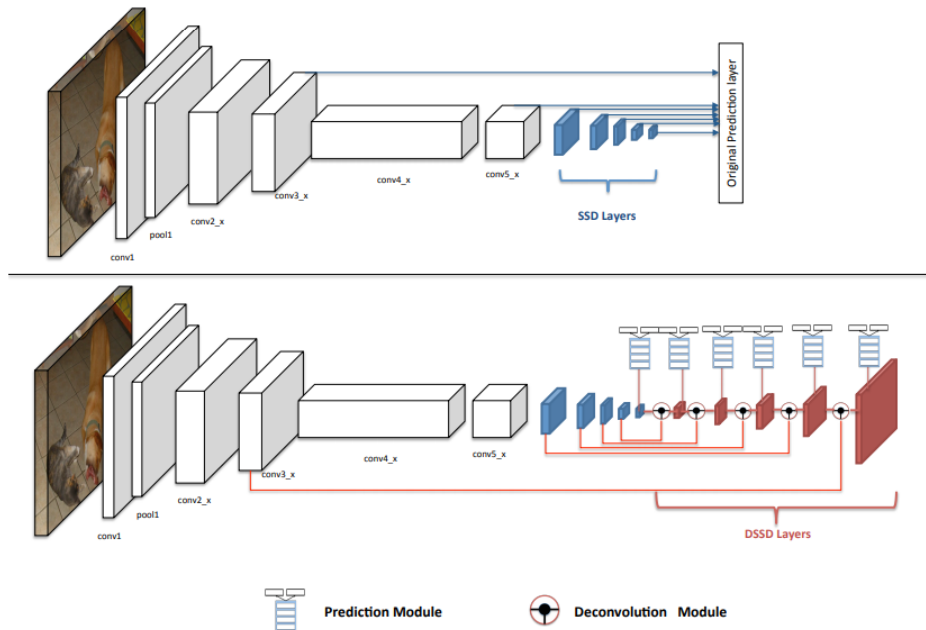 Original Prediction layer
conv1
pool1
conv2_x
conv3_x
conv4_x
conv5_x
SSD Layers
conv1
pool1
conv2_x
conv3_x
conv4_x
conv5_x
DSSD Layers
Prediction Module
Deconvolution Module